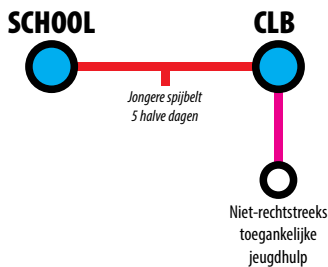 SCHOOL
CLB
Jongere spijbelt
5 halve dagen
Niet-rechtstreeks
toegankelijke
jeugdhulp